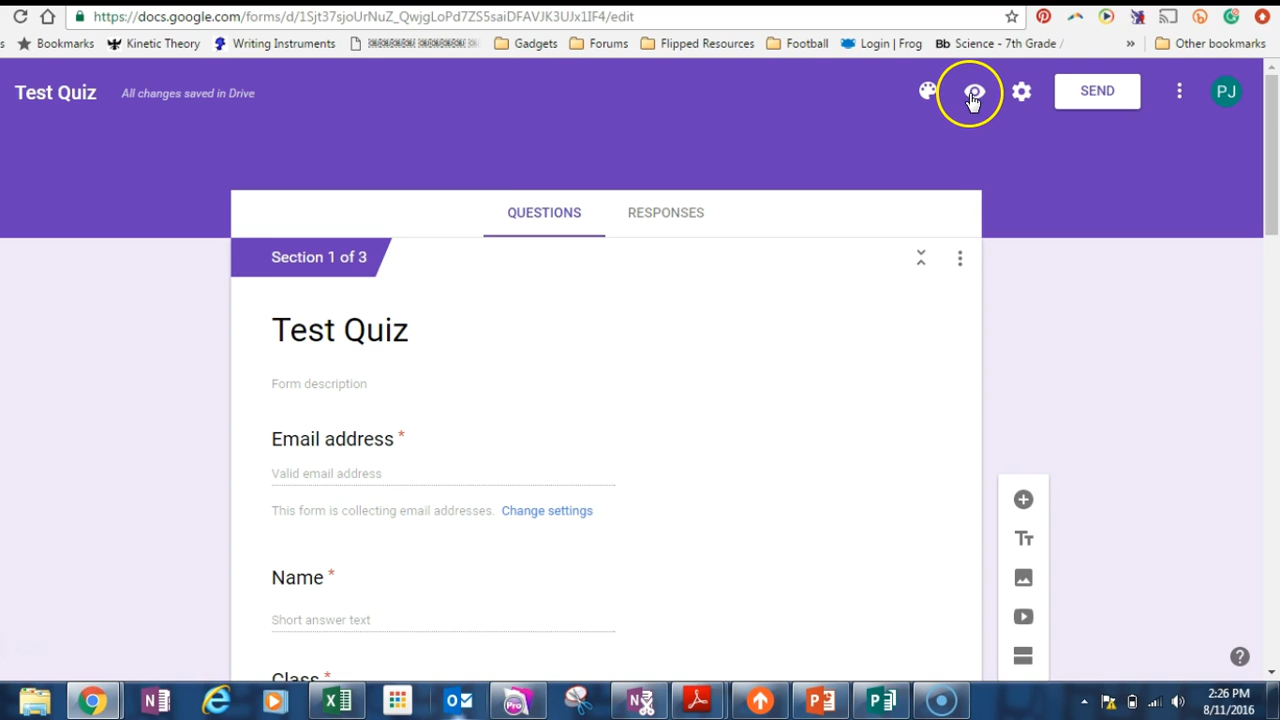 https://docs.google.com/forms/d/1Sjt37sjoUrNuZ_QwjgLoPd7ZS5saiDFAVJK3UJx1IF4/edit
Bookmarks Kinetic Theory Writing Instruments Gadgets Forums Flipped Resources Football Login | Frog Bb Science - 7th Grade / » Other bookmarks
Test Quiz All changes saved in Drive SEND PJ
QUESTIONS RESPONSES
Section 1 of 3
Test Quiz
Form description
Email address *
Valid email address
This form is collecting email addresses. Change settings
Name *
Short answer text
Class *
2:26 PM
8/11/2016